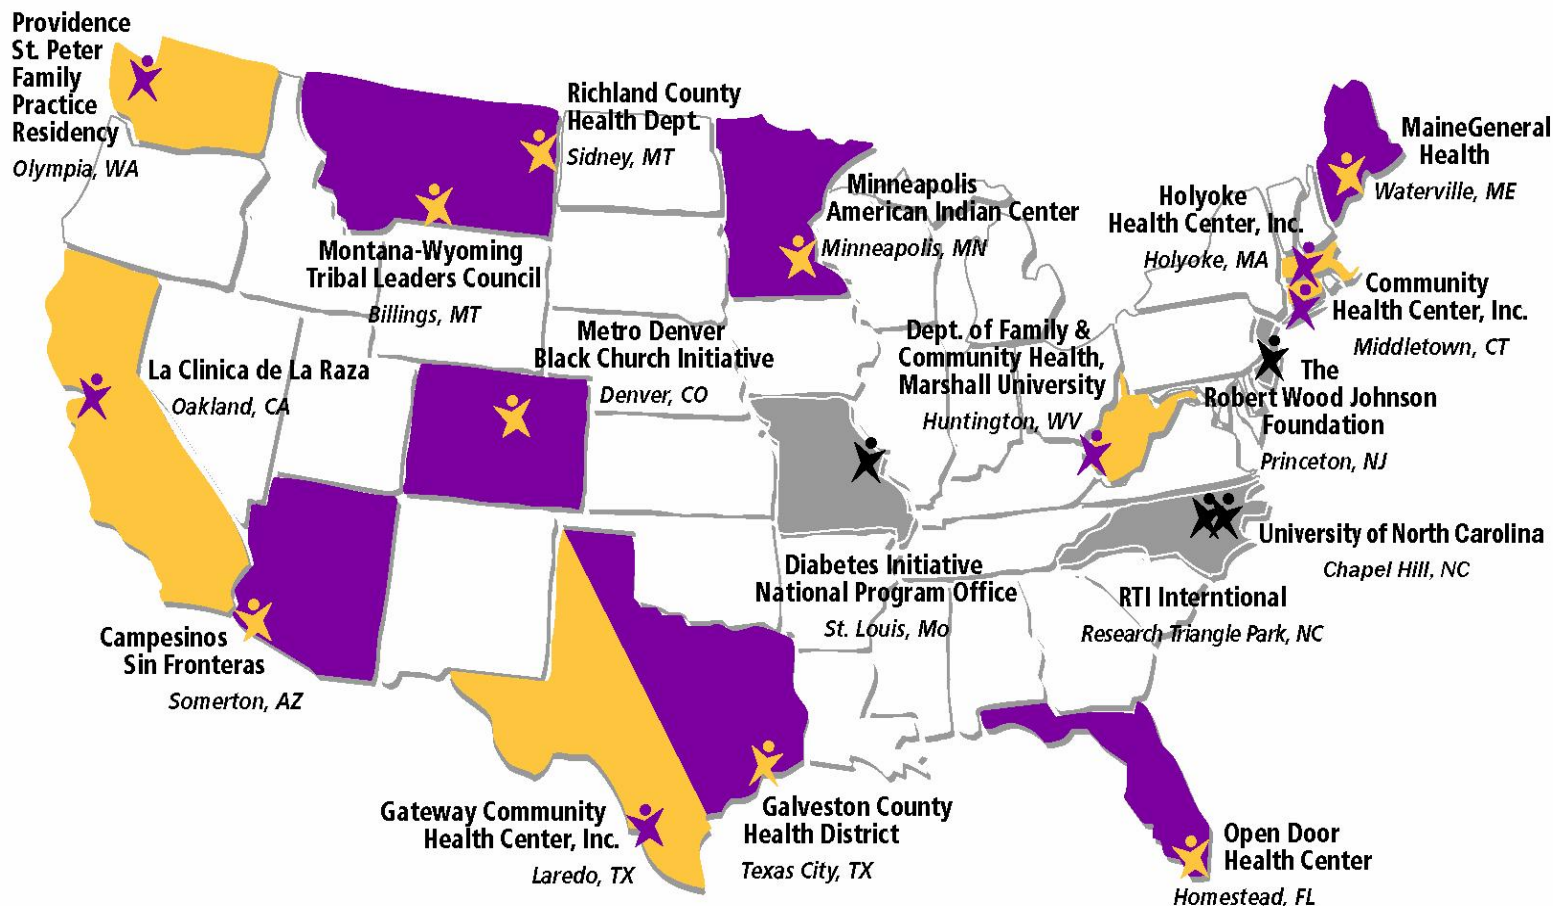 Providence
St. Peter
Family
Practice
Residency
Olympia, WA
Richland County
Health Dept.
Sidney, MT
Montana-Wyoming
Tribal Leaders Council
Billings, MT
Minneapolis
American Indian Center
Minneapolis, MN
MaineGeneral
Health
Waterville, ME
Holyoke
Health Center, Inc.
Holyoke, MA
Community
Health Center, Inc.
Middletown, CT
La Clinica de La Raza
Oakland, CA
Metro Denver
Black Church Initiative
Denver, CO
Dept. of Family &
Community Health,
Marshall University
Huntington, WV
The
Robert Wood Johnson
Foundation
Princeton, NJ
University of North Carolina
Chapel Hill, NC
Diabetes Initiative
National Program Office
St. Louis, Mo
RTI Interntional
Research Triangle Park, NC
Campesinos
Sin Fronteras
Somerton, AZ
Gateway Community
Health Center, Inc.
Laredo, TX
Galveston County
Health District
Texas City, TX
Open Door
Health Center
Homestead, FL